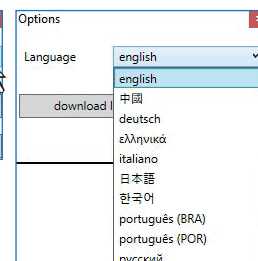 Options
Language
english
english
中國
deutsch
ελληνικά
italiano
日本語
한국어
português (BRA)
português (POR)
русский
download